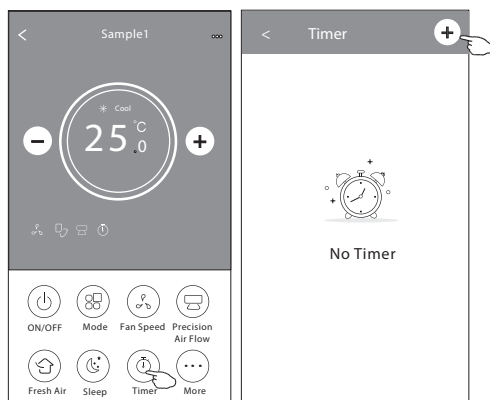 < Sample1 ...
Cool
25.0 °C
ON/OFF Mode Fan Speed Precision Air Flow
Fresh Air Sleep Timer More
< Timer +
No Timer